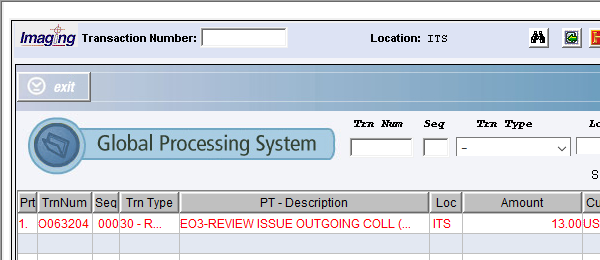 Imaging Transaction Number: Location: ITS
exit
Global Processing System
Trn Num Seq Trn Type Lo
-
S
Prt TrnNum Seq Trn Type PT - Description Loc Amount Cu
1. O063204 000 30 - R... EO3-REVIEW ISSUE OUTGOING COLL (... ITS 13.00 US